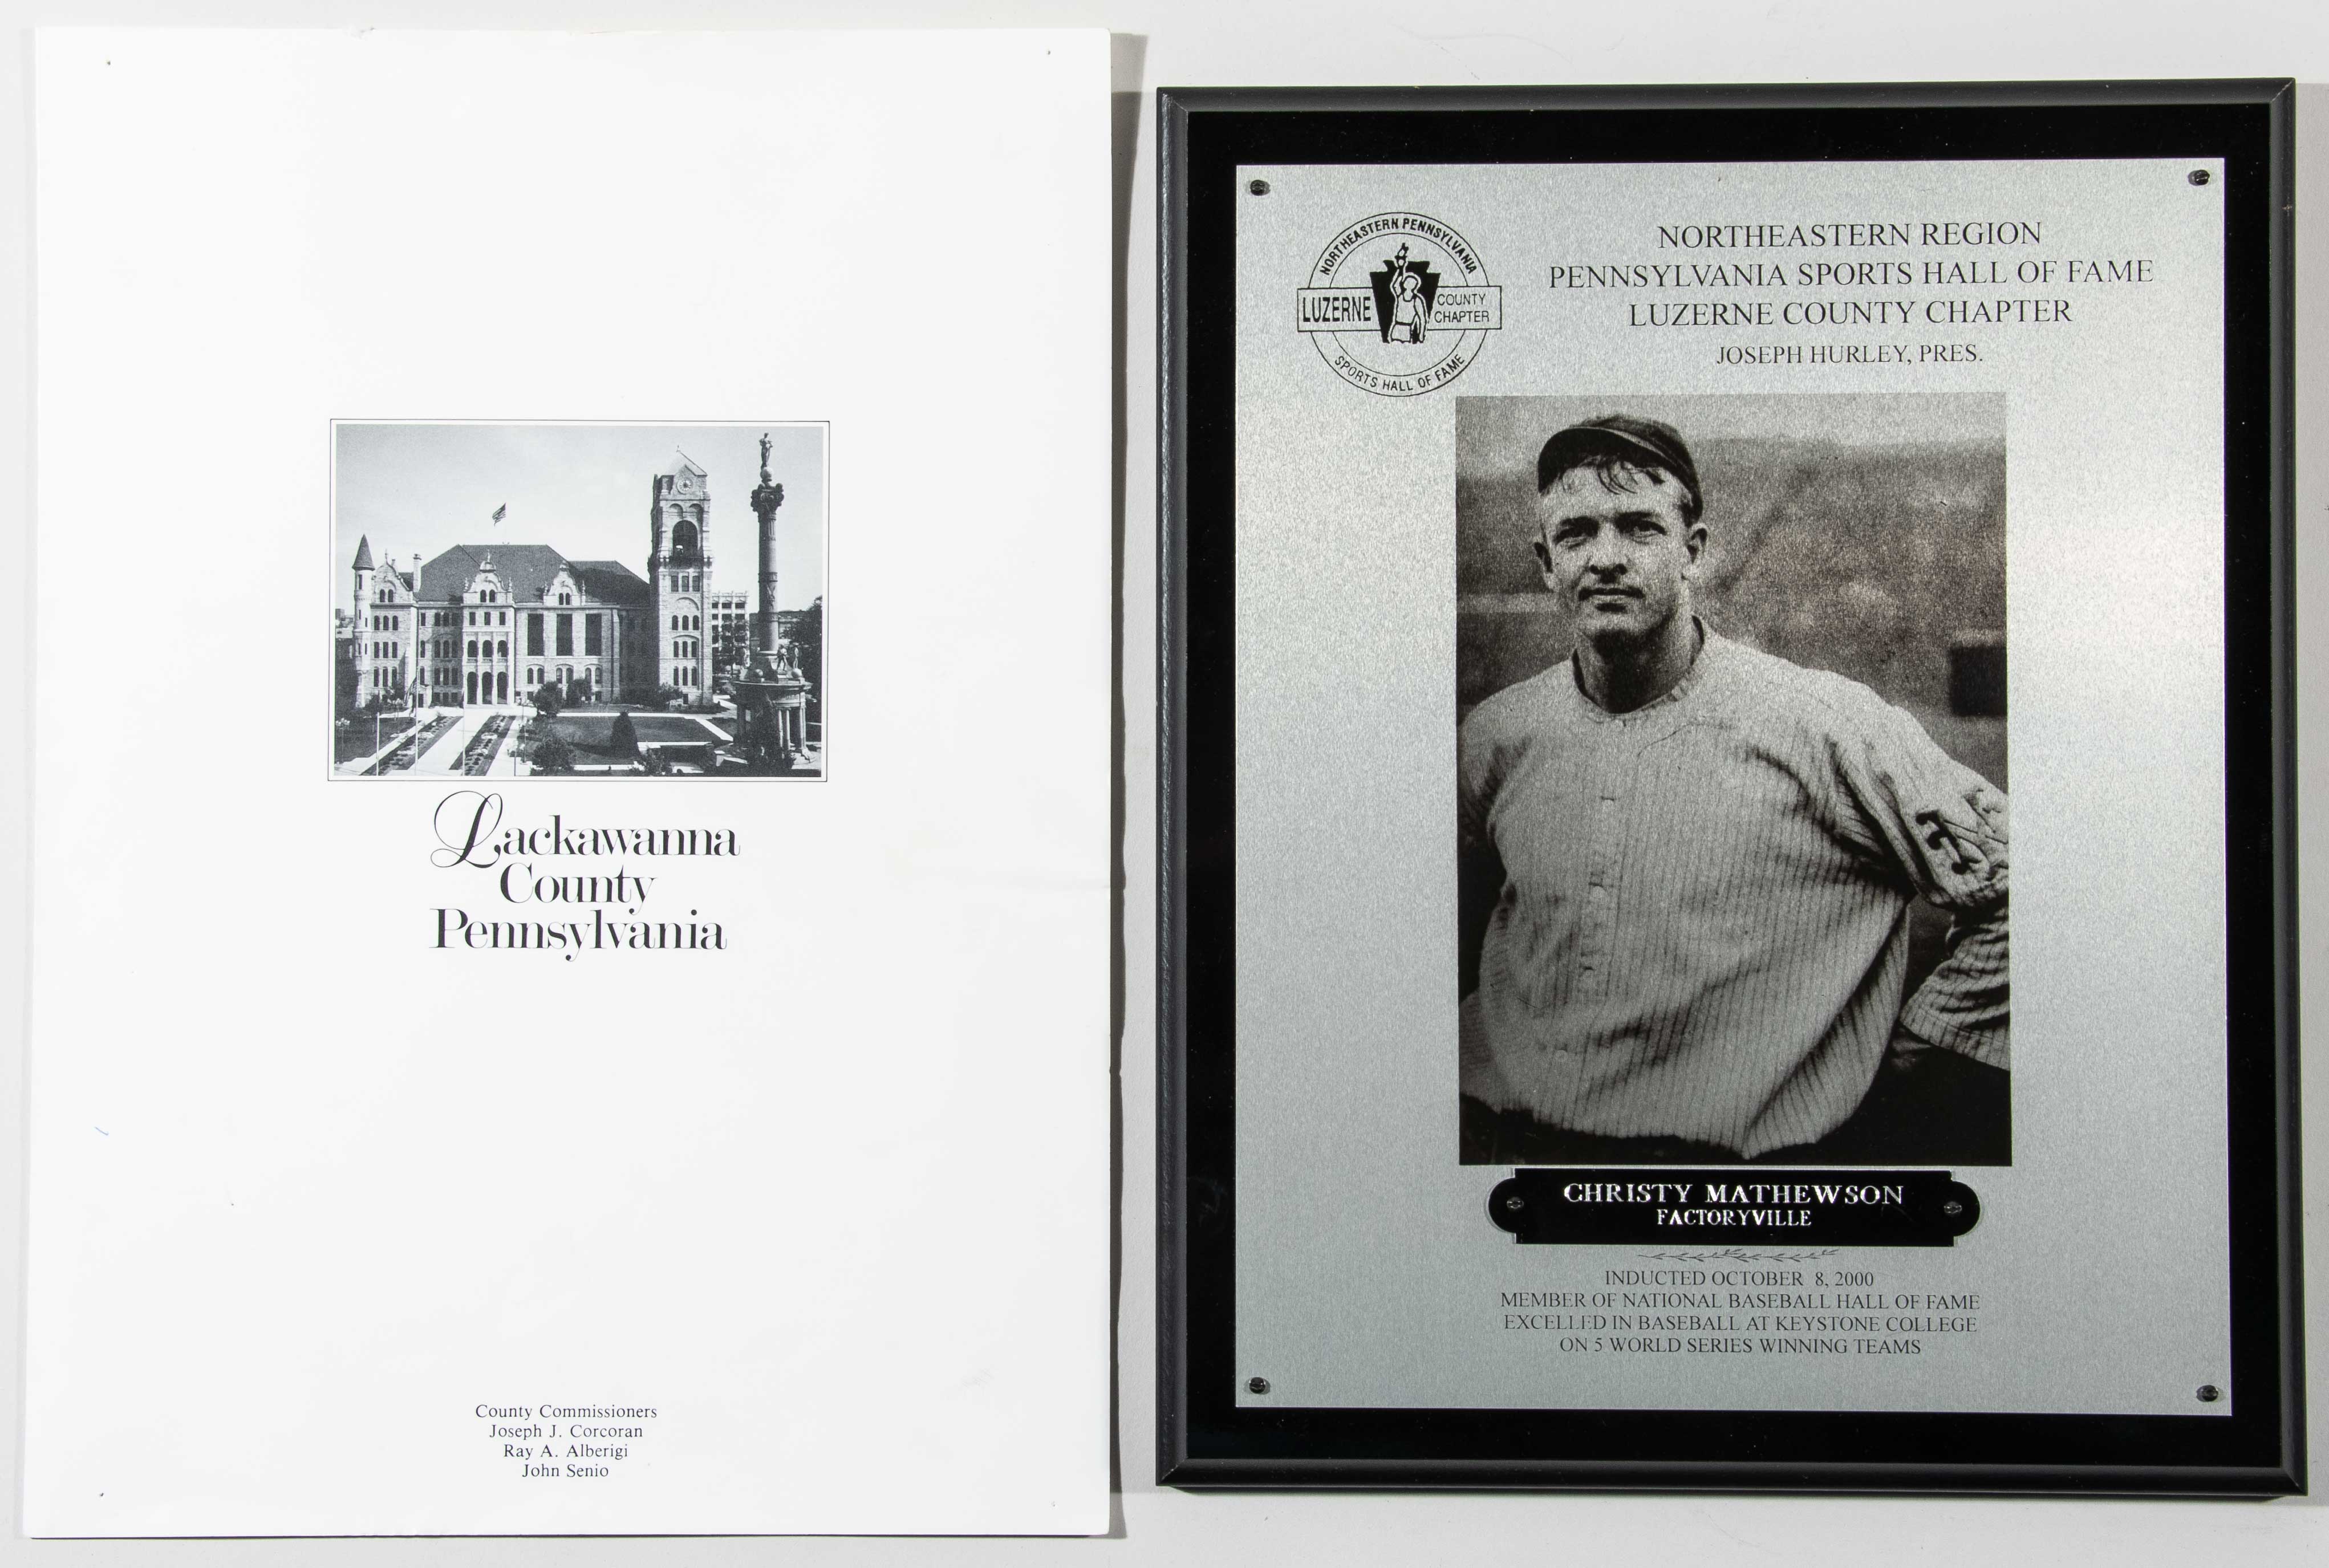 Lackawanna
County
Pennsylvania
County Commissioners
Joseph J. Corcoran
Ray A. Alberigi
John Senio
NORTHEASTERN PENNSYLVANIA
LUZERNE
COUNTY
CHAPTER
SPORTS HALL OF FAME
NORTHEASTERN REGION
PENNSYLVANIA SPORTS HALL OF FAME
LUZERNE COUNTY CHAPTER
JOSEPH HURLEY, PRES.
NY
CHRISTY MATHEWSON
FACTORYVILLE
INDUCTED OCTOBER 8, 2000
MEMBER OF NATIONAL BASEBALL HALL OF FAME
EXCELLED IN BASEBALL AT KEYSTONE COLLEGE
ON 5 WORLD SERIES WINNING TEAMS